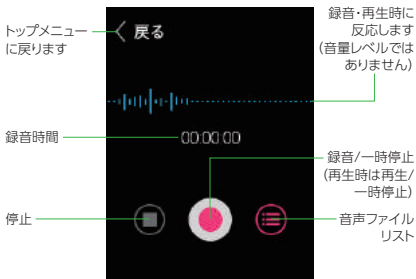 トップメニュー
に戻ります
戻る
録音・再生時に
反応します
(音量レベルでは
ありません)
録音時間
00:00:00
録音/一時停止
(再生時は再生/
一時停止)
停止
音声ファイル
リスト